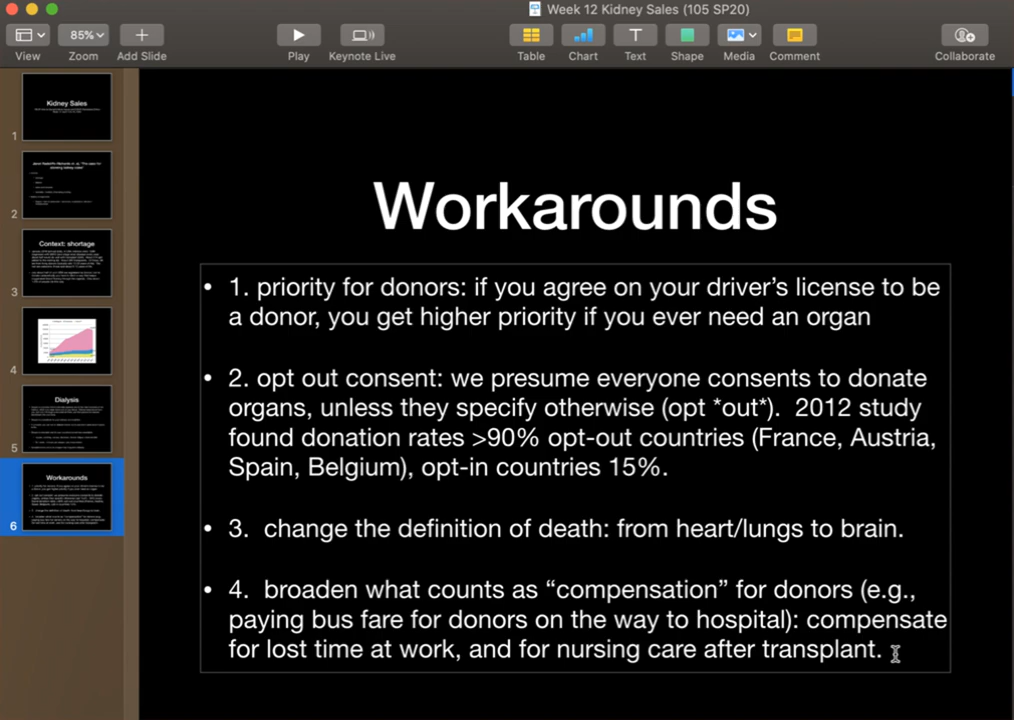 Week 12 Kidney Sales (105 SP20)
85%
View
Zoom
Add Slide
Play
Keynote Live
Table
Chart
Text
Shape
Media
Comment
Collaborate
Kidney Sales
1
2
Context: shortage
3
4
Dialysis
5
Workarounds
6
Workarounds
• 1. priority for donors: if you agree on your driver’s license to be
a donor, you get higher priority if you ever need an organ
• 2. opt out consent: we presume everyone consents to donate
organs, unless they specify otherwise (opt *out*).  2012 study
found donation rates >90% opt-out countries (France, Austria,
Spain, Belgium), opt-in countries 15%.
• 3.  change the definition of death: from heart/lungs to brain.
• 4.  broaden what counts as “compensation” for donors (e.g.,
paying bus fare for donors on the way to hospital): compensate
for lost time at work, and for nursing care after transplant.